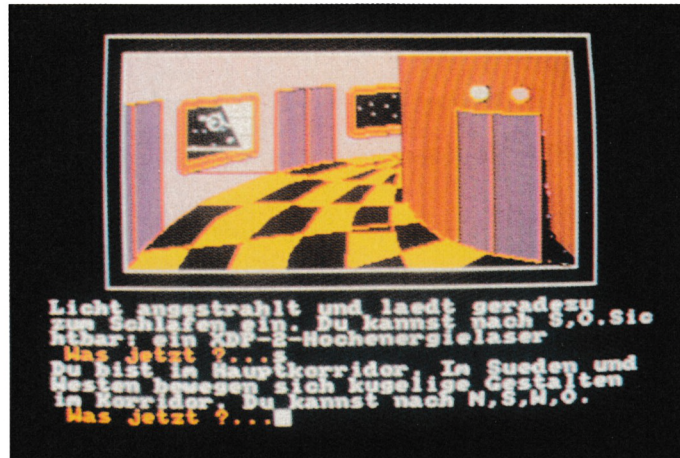 Licht angestrahlt und laedt geradezu
zum Schlafen ein. Du kannst nach S,O.Sic
htbar: ein XDP-2-Hochenergielaser
Was jetzt ?...s
Du bist im Hauptkorridor. Im Sueden und
Westen bewegen sich kugelige Gestalten
im Korridor. Du kannst nach N,S,W,O.
Was jetzt ?...